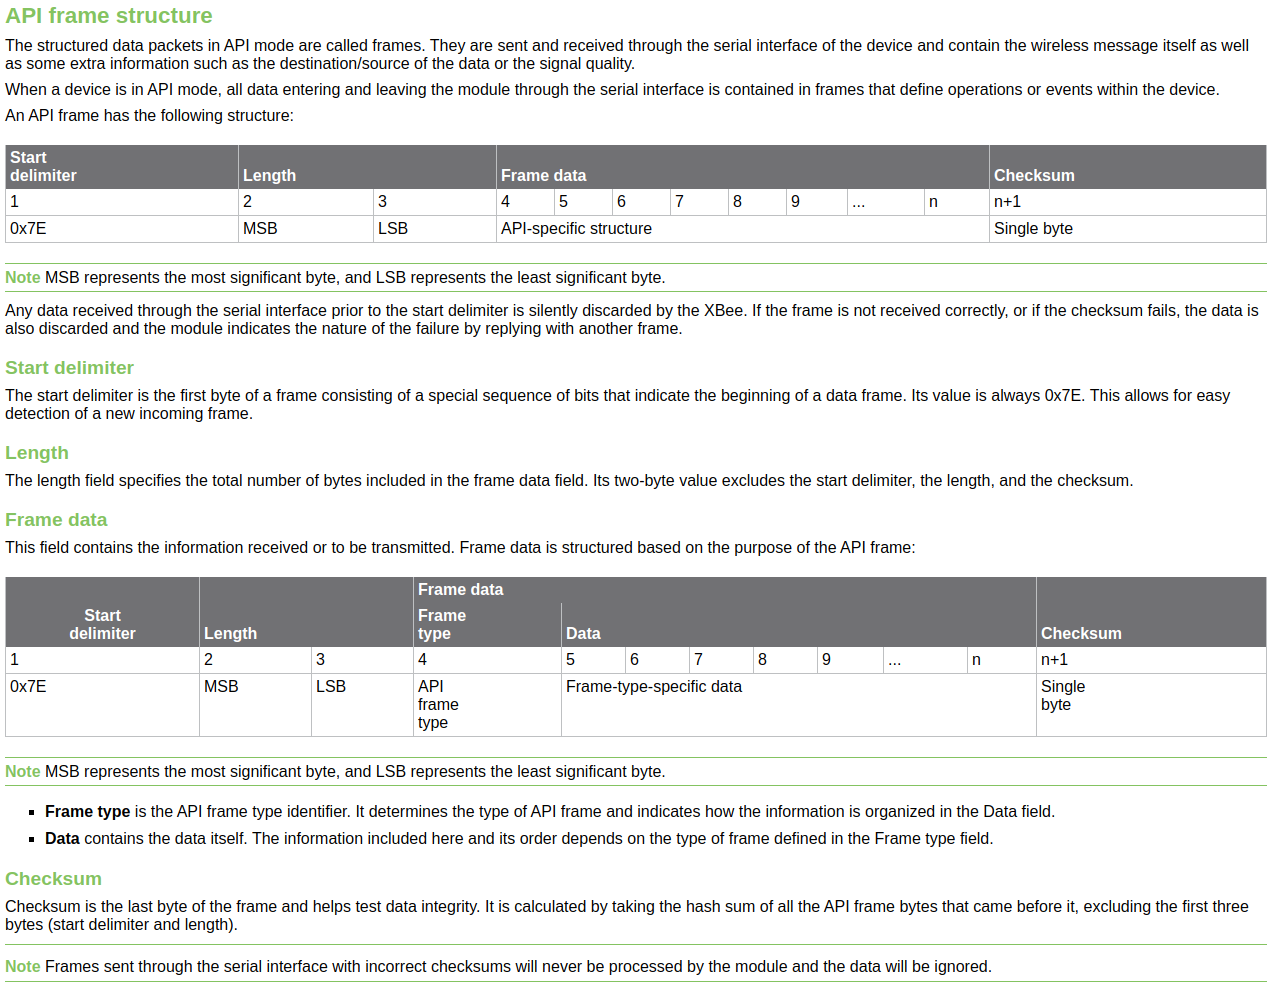 API frame structure
The structured data packets in API mode are called frames. They are sent and received through the serial interface of the device and contain the wireless message itself as well
as some extra information such as the destination/source of the data or the signal quality.
When a device is in API mode, all data entering and leaving the module through the serial interface is contained in frames that define operations or events within the device.
An API frame has the following structure:
Start
delimiter Length Frame data Checksum
1 2 3 4 5 6 7 8 9 ... n n+1
0x7E MSB LSB API-specific structure Single byte
Note MSB represents the most significant byte, and LSB represents the least significant byte.
Any data received through the serial interface prior to the start delimiter is silently discarded by the XBee. If the frame is not received correctly, or if the checksum fails, the data is
also discarded and the module indicates the nature of the failure by replying with another frame.
Start delimiter
The start delimiter is the first byte of a frame consisting of a special sequence of bits that indicate the beginning of a data frame. Its value is always 0x7E. This allows for easy
detection of a new incoming frame.
Length
The length field specifies the total number of bytes included in the frame data field. Its two-byte value excludes the start delimiter, the length, and the checksum.
Frame data
This field contains the information received or to be transmitted. Frame data is structured based on the purpose of the API frame:
Frame data
Start Frame
delimiter Length type Data Checksum
1 2 3 4 5 6 7 8 9 ... n n+1
0x7E MSB LSB API Frame-type-specific data Single
frame byte
type
Note MSB represents the most significant byte, and LSB represents the least significant byte.
▪ Frame type is the API frame type identifier. It determines the type of API frame and indicates how the information is organized in the Data field.
▪ Data contains the data itself. The information included here and its order depends on the type of frame defined in the Frame type field.
Checksum
Checksum is the last byte of the frame and helps test data integrity. It is calculated by taking the hash sum of all the API frame bytes that came before it, excluding the first three
bytes (start delimiter and length).
Note Frames sent through the serial interface with incorrect checksums will never be processed by the module and the data will be ignored.